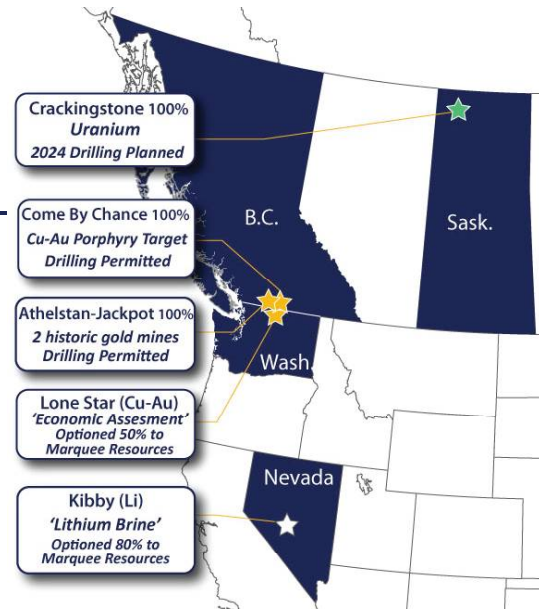 Crackingstone 100%
Uranium
2024 Drilling Planned
Come By Chance 100%
Cu-Au Porphyry Target
Drilling Permitted
Athelstan-Jackpot 100%
2 historic gold mines
Drilling Permitted
Lone Star (Cu-Au)
‘Economic Assesment’
Optioned 50% to
Marquee Resources
Kibby (Li)
‘Lithium Brine’
Optioned 80% to
Marquee Resources
B.C.
Sask.
Wash.
Nevada